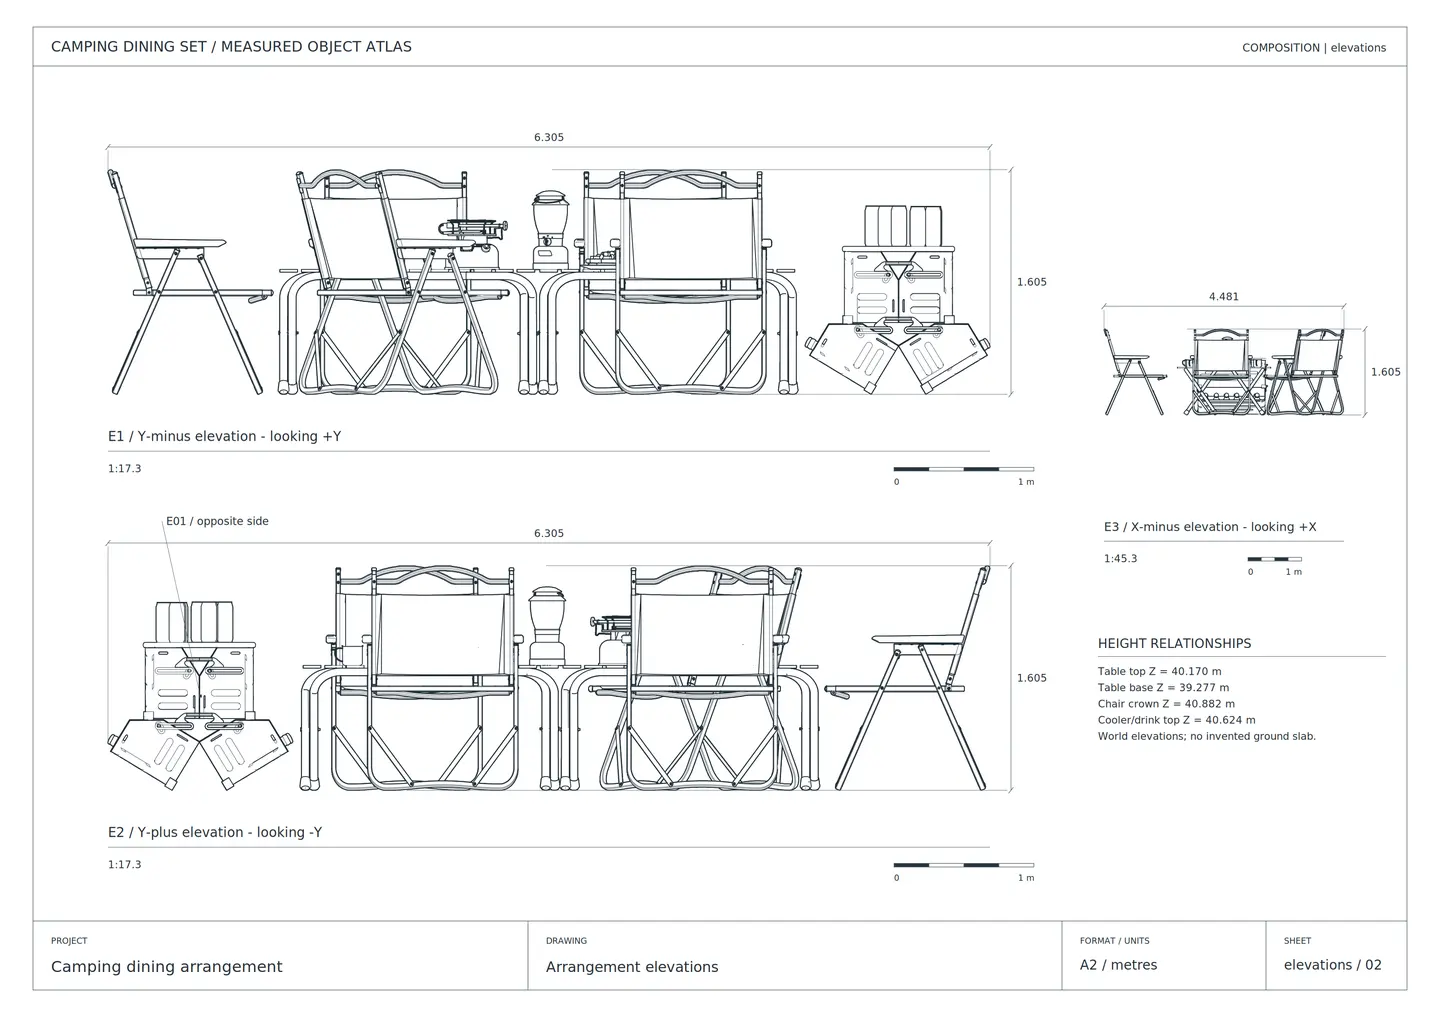 CAMPING DINING SET / MEASURED OBJECT ATLAS
COMPOSITION | elevations
6.305
1.605
E1 / Y-minus elevation - looking +Y
1:17.3
0 1 m
4.481
1.605
E3 / X-minus elevation - looking +X
1:45.3
0 1 m
E01 / opposite side
6.305
1.605
E2 / Y-plus elevation - looking -Y
1:17.3
0 1 m
HEIGHT RELATIONSHIPS
Table top Z = 40.170 m
Table base Z = 39.277 m
Chair crown Z = 40.882 m
Cooler/drink top Z = 40.624 m
World elevations; no invented ground slab.
PROJECT
Camping dining arrangement
DRAWING
Arrangement elevations
FORMAT / UNITS
A2 / metres
SHEET
elevations / 02